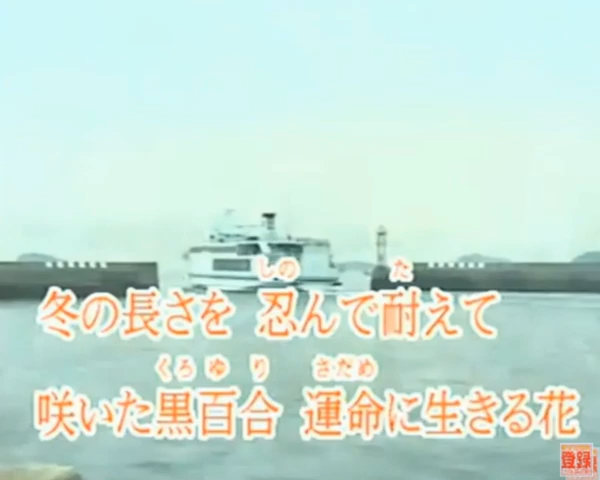 しの た
冬の長さを 忍んで耐えて
くろ ゆ り さだめ
咲いた黒百合 運命に生きる花
登録